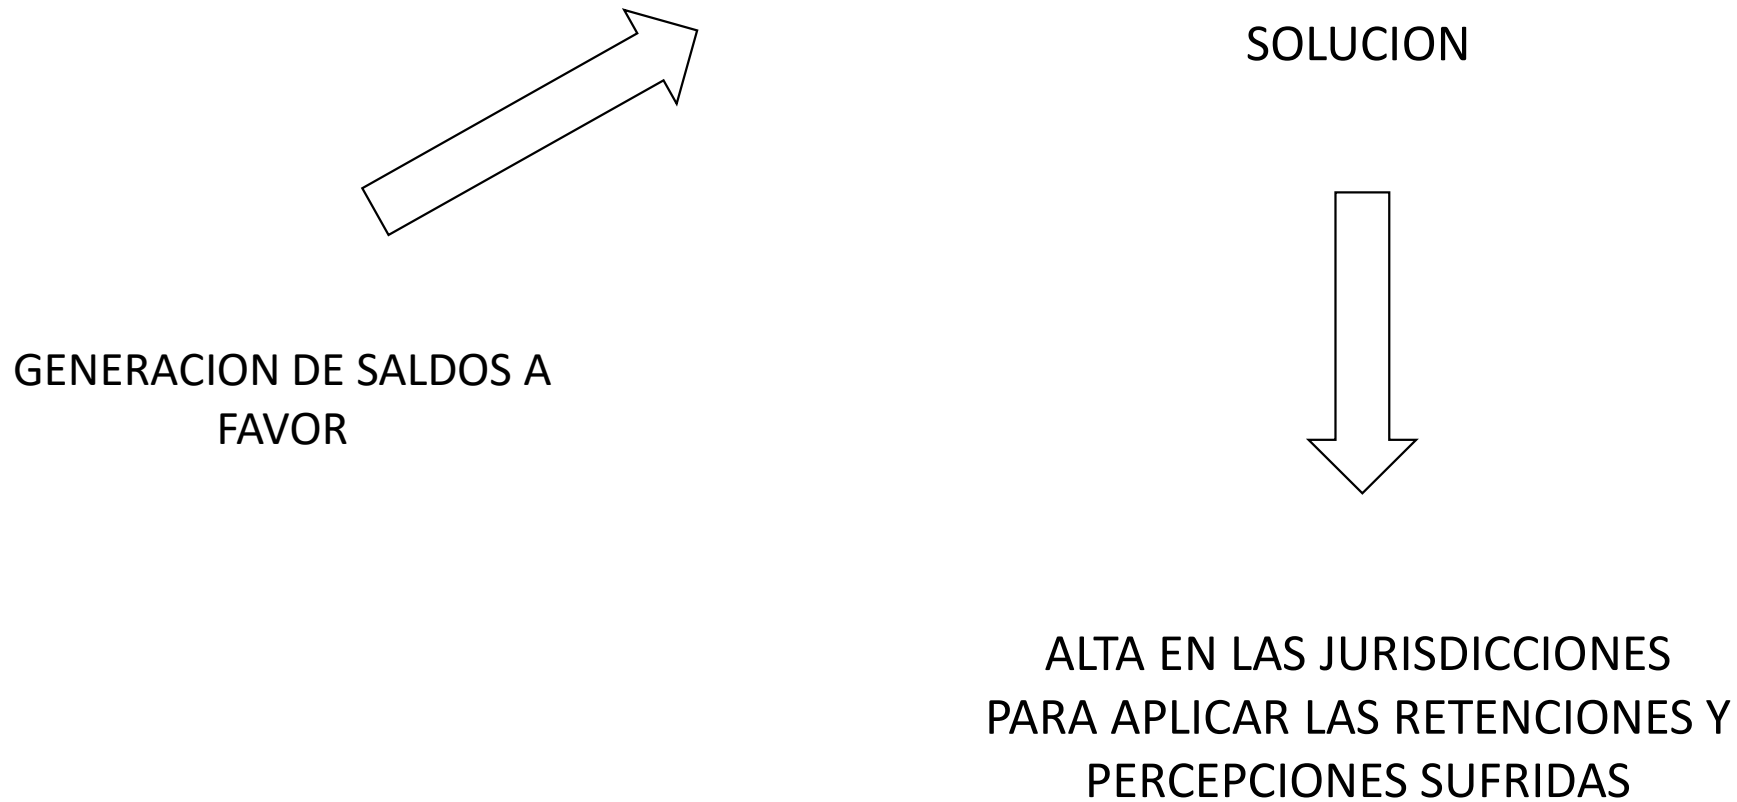 SOLUCION
GENERACION DE SALDOS A
FAVOR
ALTA EN LAS JURISDICCIONES
PARA APLICAR LAS RETENCIONES Y
PERCEPCIONES SUFRIDAS